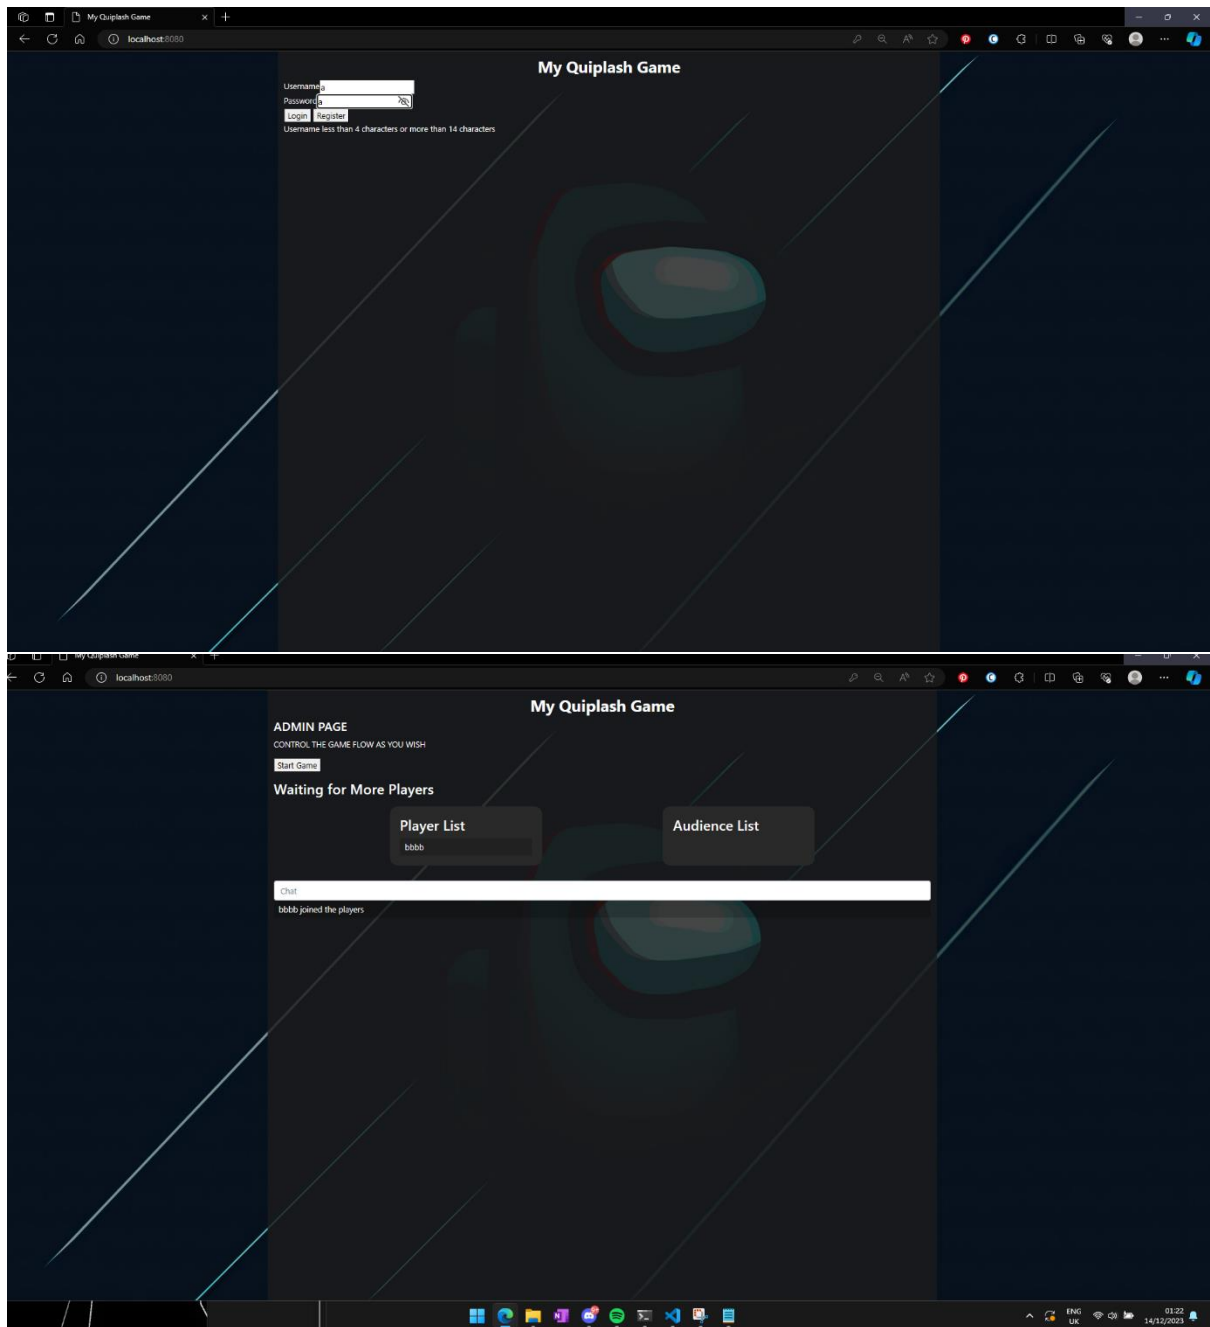 My Quiplash Game
localhost:8080
My Quiplash Game
Username a
Password a
Login Register
Username less than 4 characters or more than 14 characters
My Quiplash Game
localhost:8080
My Quiplash Game
ADMIN PAGE
CONTROL THE GAME FLOW AS YOU WISH
Start Game
Waiting for More Players
Player List
bbbb
Audience List
Chat
bbbb joined the players
ENG
UK
01:22
14/12/2023